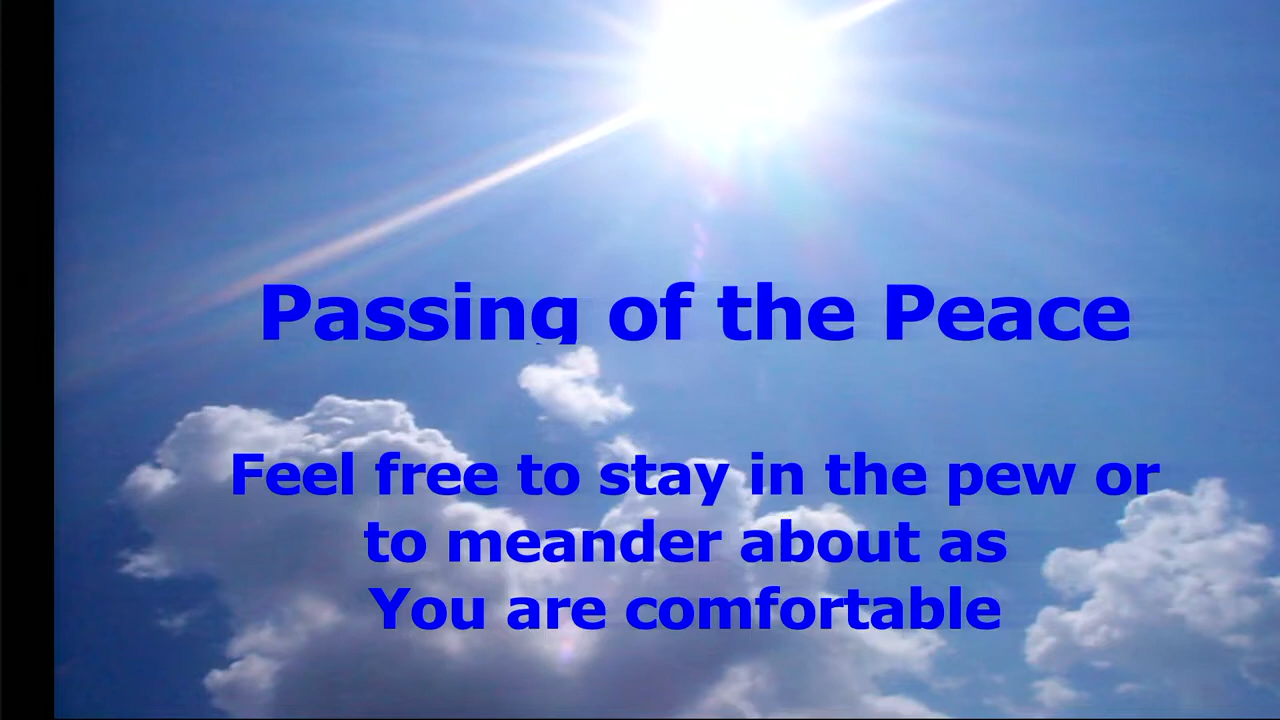 Passing of the Peace
Feel free to stay in the pew or
to meander about as
You are comfortable